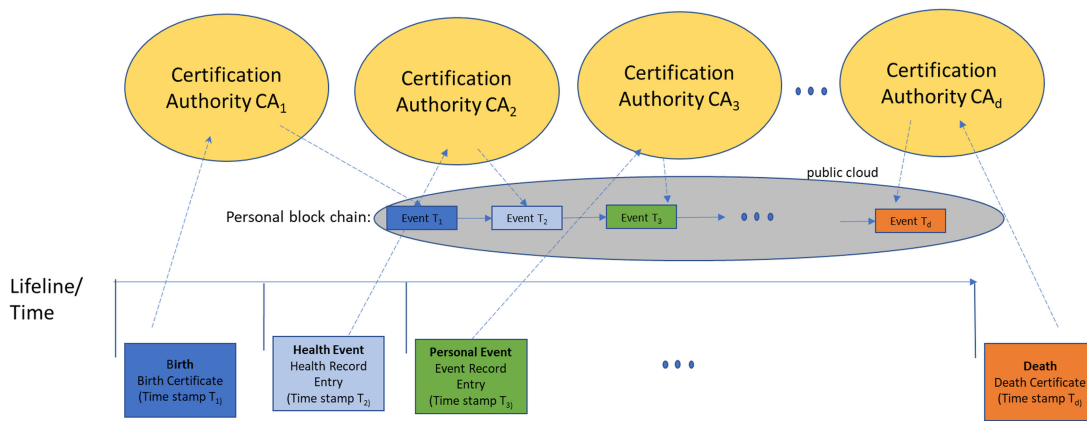 Certification
Authority CA1
Certification
Authority CA2
Certification
Authority CA3
Certification
Authority CAd
public cloud
Personal block chain:
Event T1
Event T2
Event T3
Event Td
Lifeline/
Time
Birth
Birth Certificate
(Time stamp T1)
Health Event
Health Record
Entry
(Time stamp T2)
Personal Event
Event Record
Entry
(Time stamp T3)
Death
Death Certificate
(Time stamp Td)